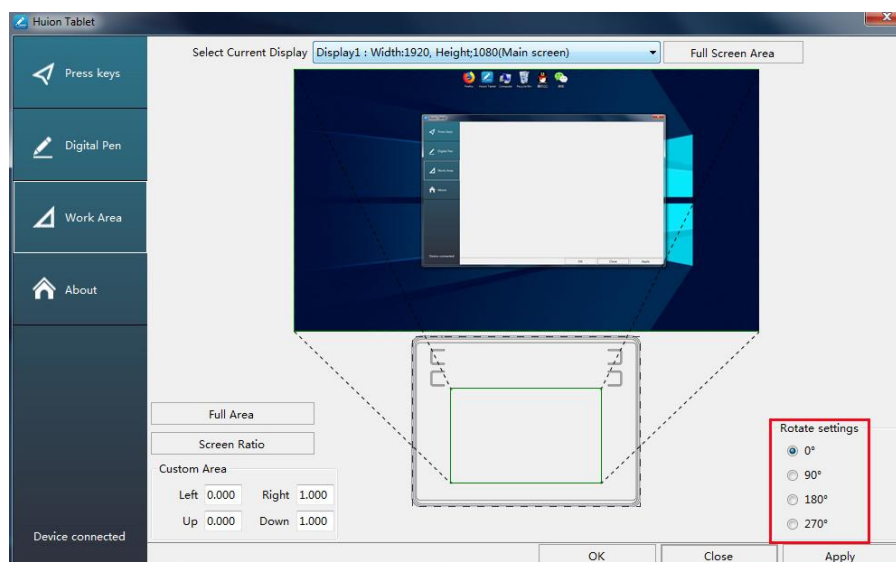 Huion Tablet
Select Current Display
Display1 : Width:1920, Height;1080(Main screen)
Full Screen Area
Press keys
Digital Pen
Work Area
About
Device connected
Full Area
Screen Ratio
Custom Area
Left 0.000 Right 1.000
Up 0.000 Down 1.000
Rotate settings
0°
90°
180°
270°
OK
Close
Apply